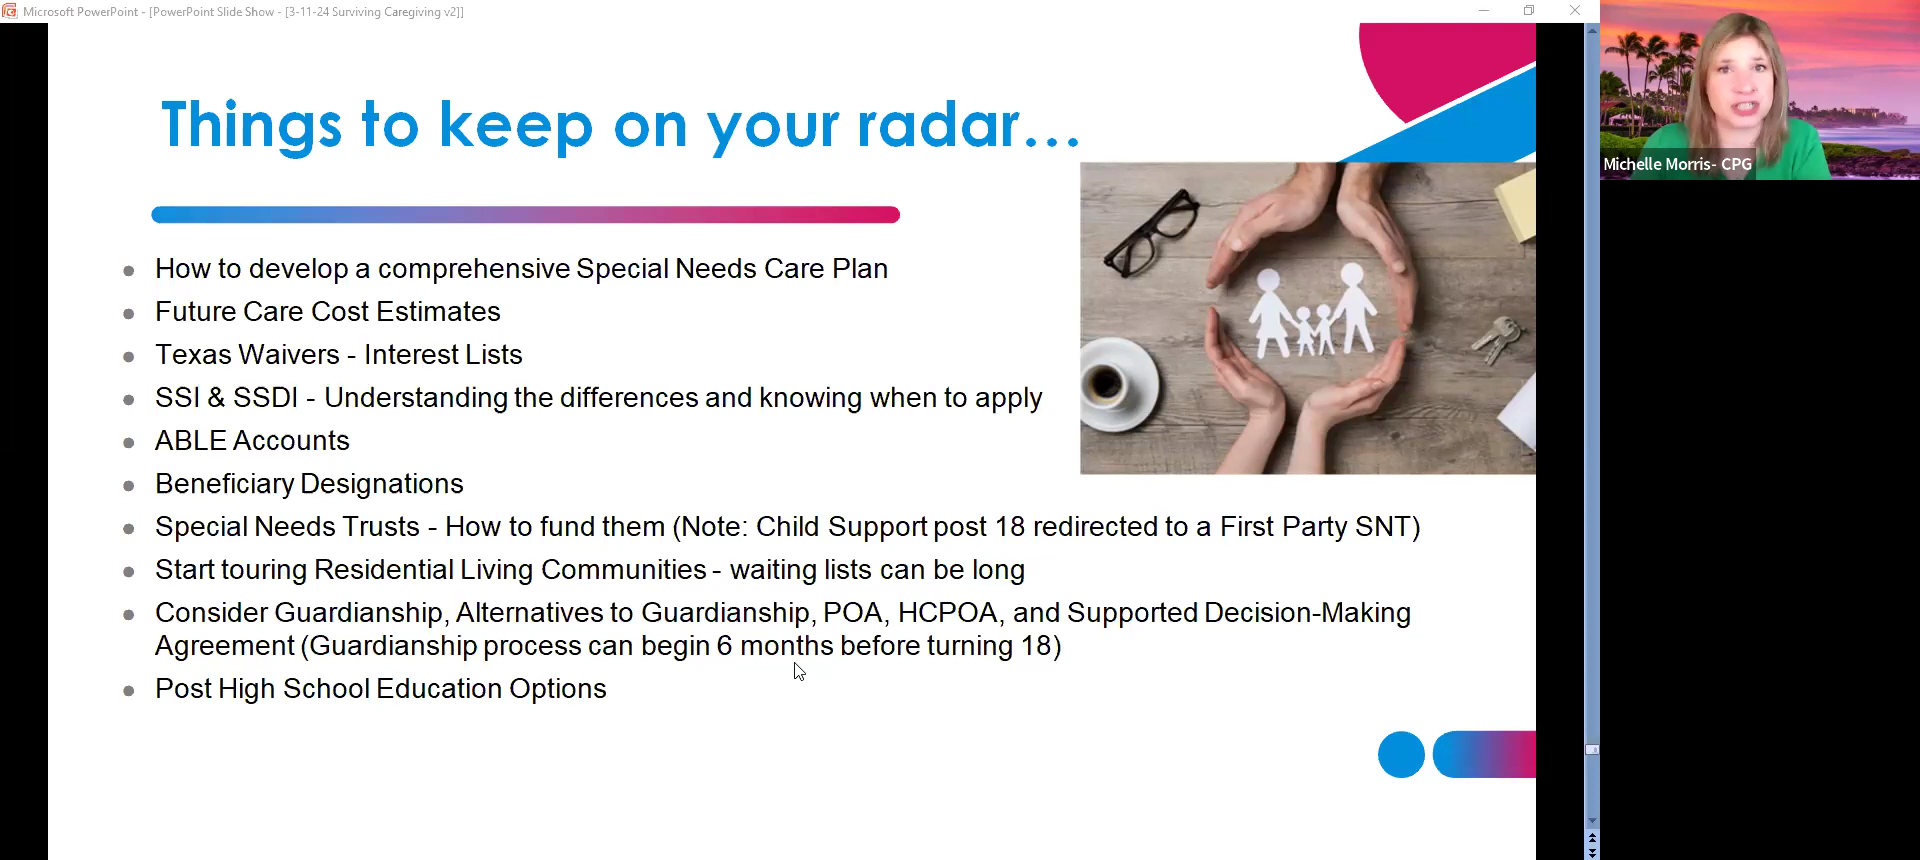 Microsoft PowerPoint - [PowerPoint Slide Show - [3-11-24 Surviving Caregiving v2]]
Things to keep on your radar...
How to develop a comprehensive Special Needs Care Plan
Future Care Cost Estimates
Texas Waivers - Interest Lists
SSI & SSDI - Understanding the differences and knowing when to apply
ABLE Accounts
Beneficiary Designations
Special Needs Trusts - How to fund them (Note: Child Support post 18 redirected to a First Party SNT)
Start touring Residential Living Communities - waiting lists can be long
Consider Guardianship, Alternatives to Guardianship, POA, HCPOA, and Supported Decision-Making
Agreement (Guardianship process can begin 6 months before turning 18)
Post High School Education Options
Michelle Morris- CPG